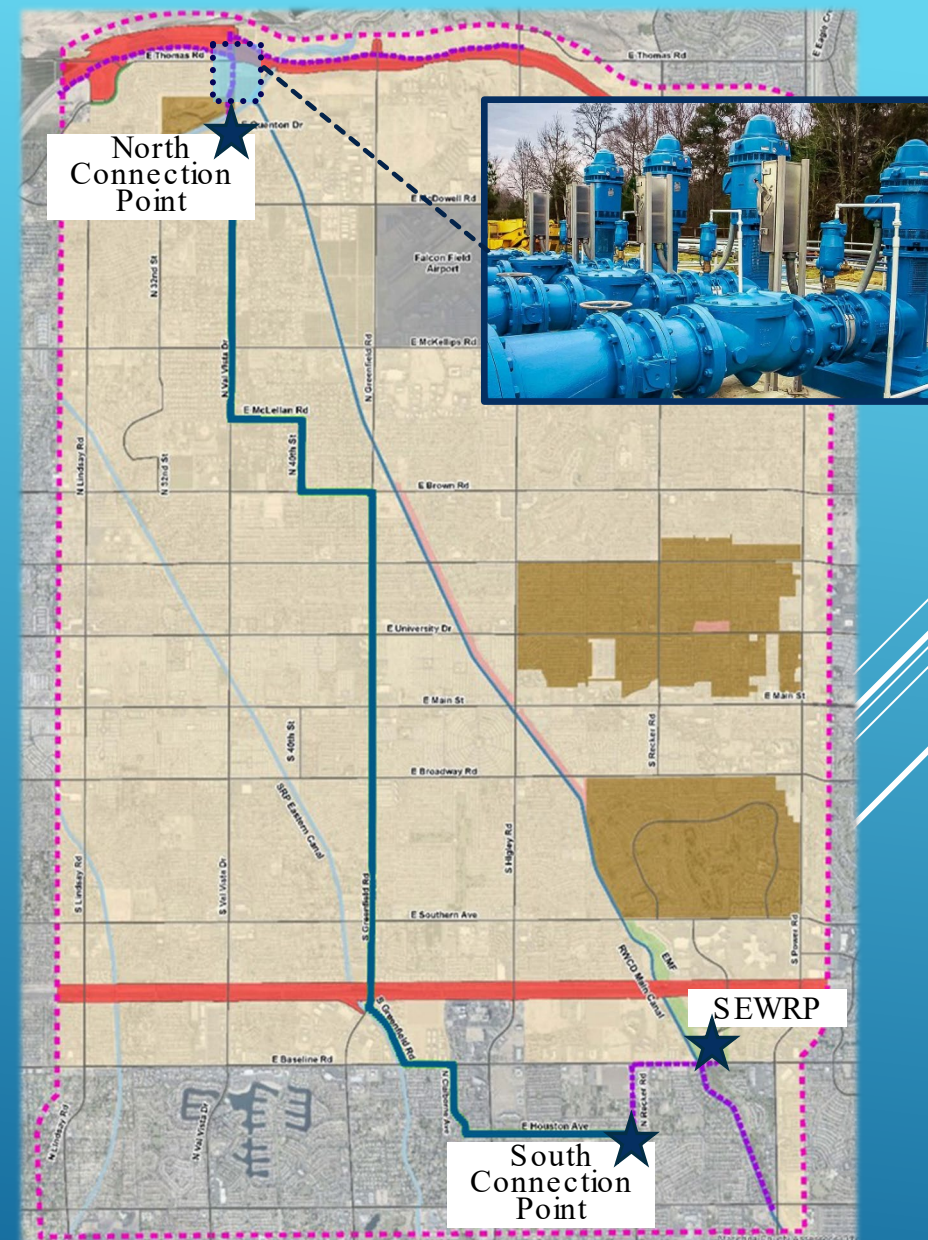 E Thomas Rd
E Thomas Rd
E Quenton Dr
North
Connection
Point
E McDowell Rd
Falcon Field
Airport
N 32nd St
E McKellips Rd
N Val Vista Dr
N Greenfield Rd
E McLellan Rd
N Lindsay Rd
N 40th St
N 32nd St
E Brown Rd
E University Dr
E Main St
E Main St
S 40th St
S Recker Rd
E Broadway Rd
SRP Eastern Canal
S Higley Rd
S Lindsay Rd
S Val Vista Dr
S Greenfield Rd
E Southern Ave
S Power Rd
EMF
RWCD Main Canal
SEWRP
S Greenfield Rd
E Baseline Rd
N Claiborne Ave
N Recker Rd
N Lindsay Rd
N Val Vista Dr
E Houston Ave
South
Connection
Point